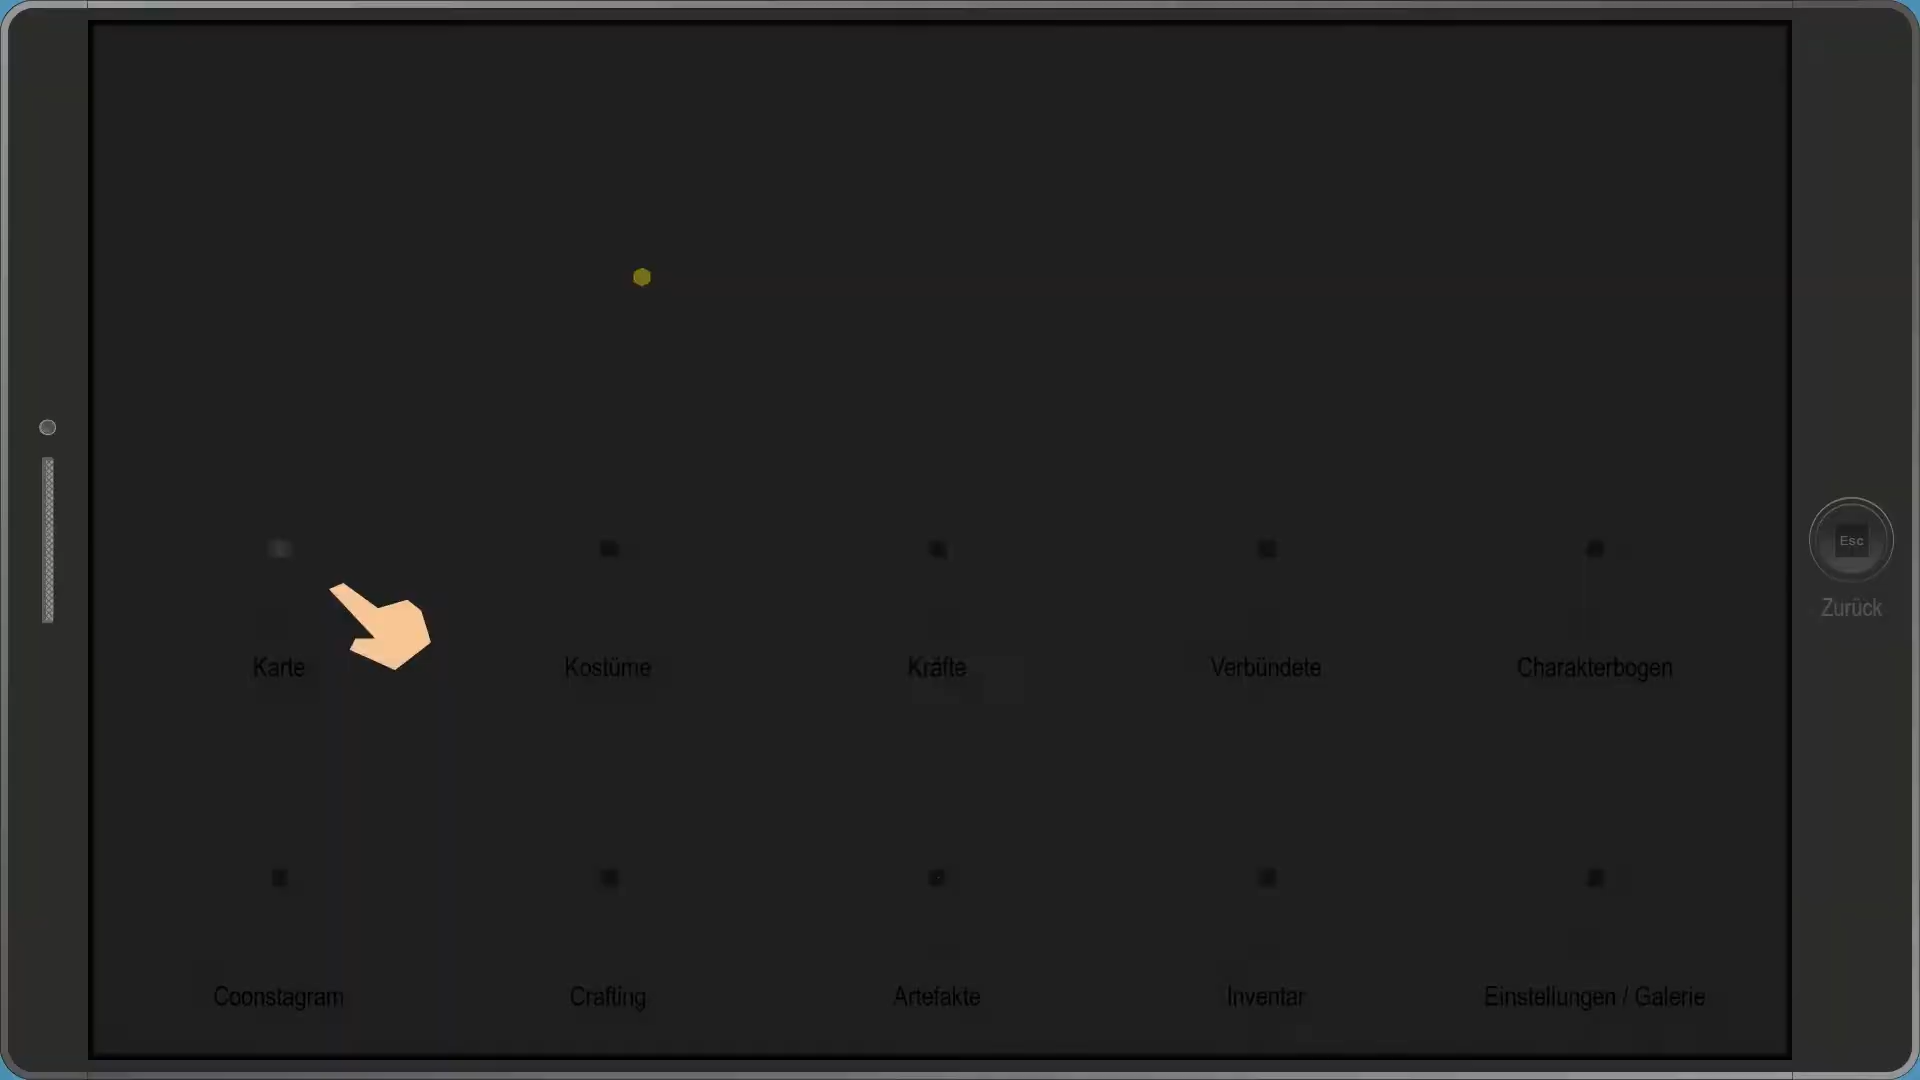 Esc
Zurück
Karte
Kostüme
Kräfte
Verbündete
Charakterbogen
Coonstagram
Crafting
Artefakte
Inventar
Einstellungen / Galerie